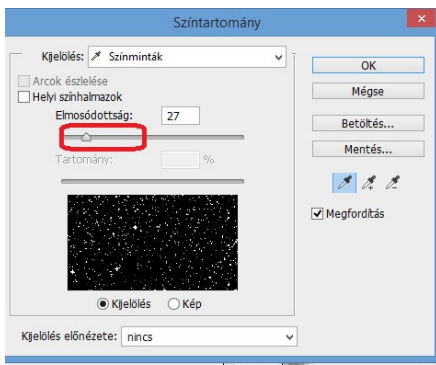 Színtartomány
Kijelölés: Színminták
Arcok észlelése
Helyi színhalmazok
Elmosódottság: 27
Tartomány: %
Kijelölés Kép
Kijelölés előnézete: nincs
OK
Mégse
Betöltés...
Mentés...
Megfordítás